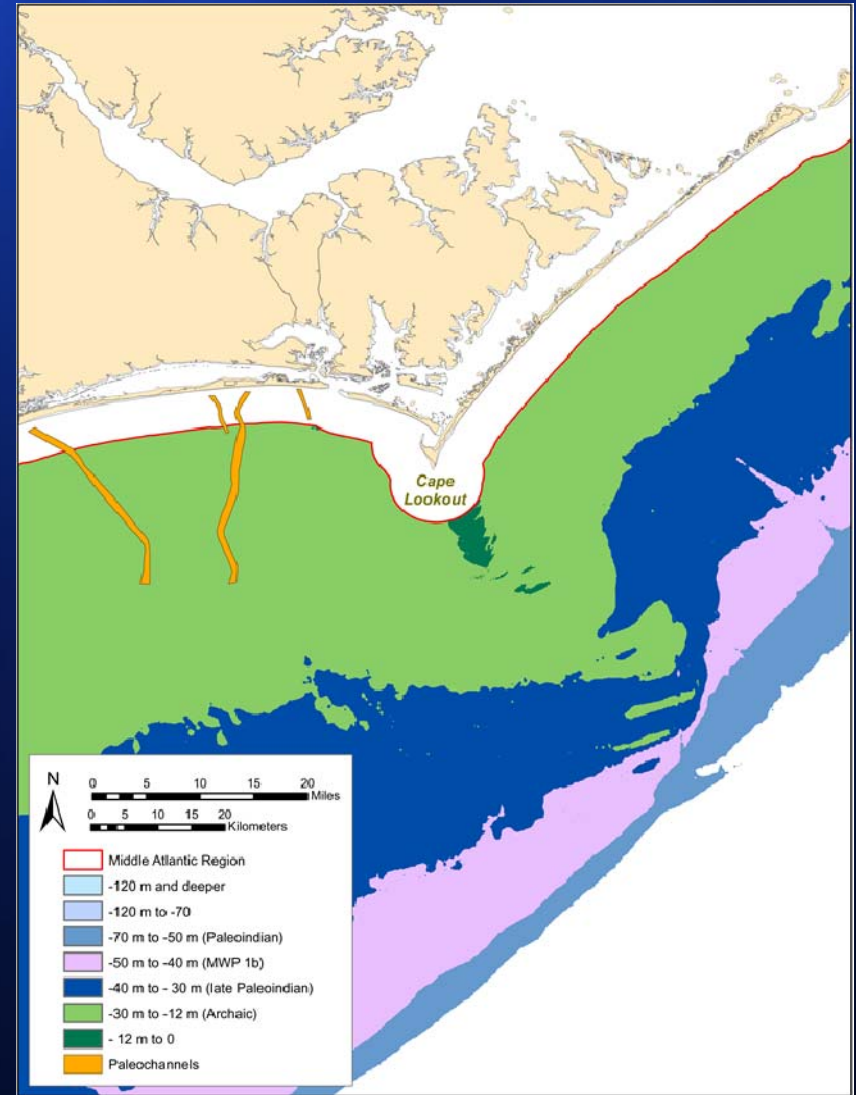 Cape
Lookout
N
0 5 10 15 20
Miles
0 5 10 15 20
Kilometers
Middle Atlantic Region
-120 m and deeper
-120 m to -70
-70 m to -50 m (Paleoindian)
-50 m to -40 m (MWP 1b)
-40 m to - 30 m (late Paleoindian)
-30 m to -12 m (Archaic)
- 12 m to 0
Paleochannels